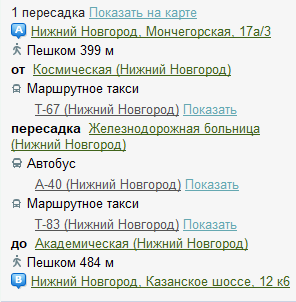 1 пересадка Показать на карте
A Нижний Новгород, Мончегорская, 17а/3
Пешком 399 м
от Космическая (Нижний Новгород)
Маршрутное такси
Т-67 (Нижний Новгород) Показать
пересадка Железнодорожная больница
(Нижний Новгород)
Автобус
А-40 (Нижний Новгород) Показать
Маршрутное такси
Т-83 (Нижний Новгород) Показать
до Академическая (Нижний Новгород)
Пешком 484 м
B Нижний Новгород, Казанское шоссе, 12 к6